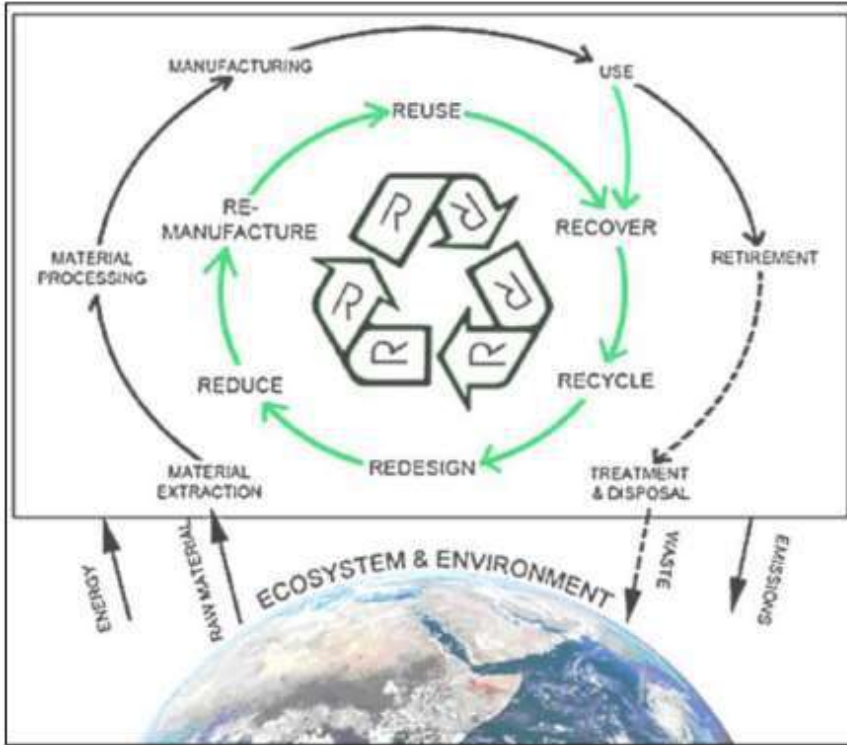 MANUFACTURING
USE
REUSE
RE-
MANUFACTURE
RECOVER
MATERIAL
PROCESSING
RETIREMENT
REDUCE
RECYCLE
REDESIGN
MATERIAL
EXTRACTION
TREATMENT
& DISPOSAL
R
R
R
R
R
R
ENERGY
RAW MATERIAL
ECOSYSTEM & ENVIRONMENT
WASTE
EMISSIONS